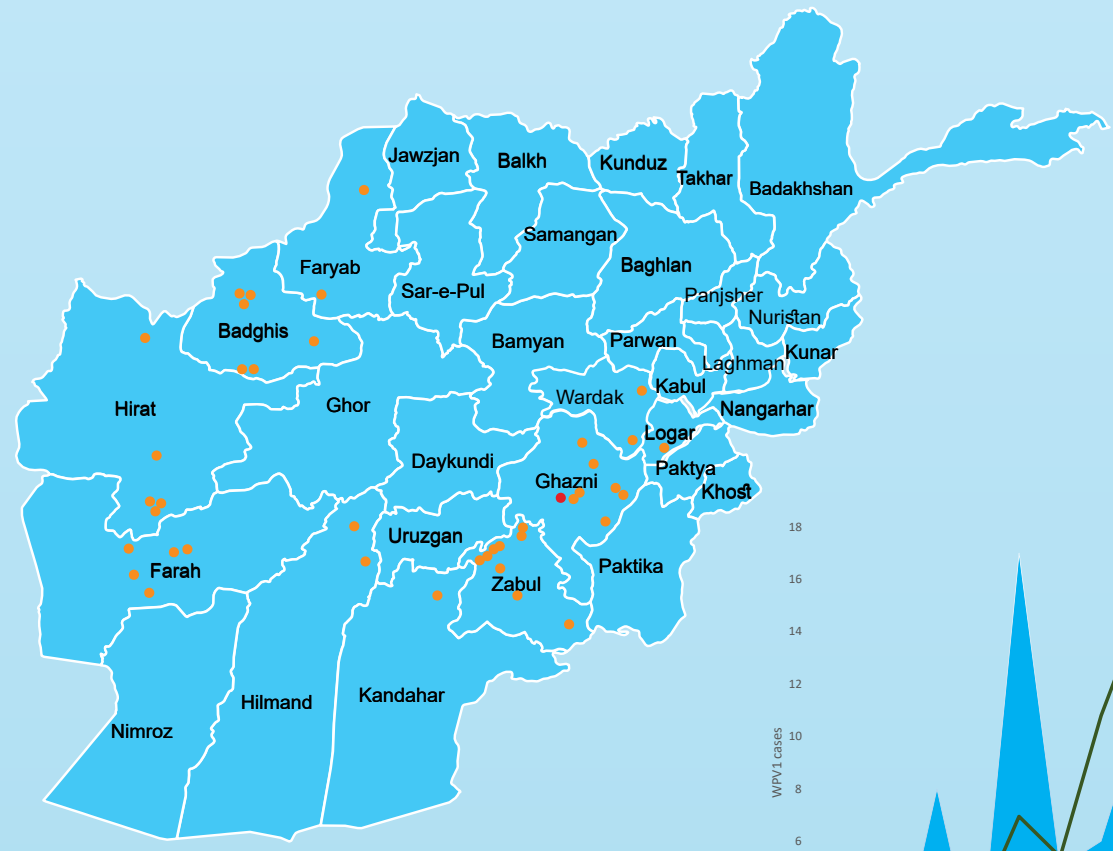 Jawzjan
Balkh
Kunduz
Takhar
Badakhshan
Samangan
Faryab
Baghlan
Sar-e-Pul
Panjsher
Nuristan
Badghis
Bamyan
Parwan
Laghman
Kunar
Kabul
Wardak
Hirat
Ghor
Nangarhar
Logar
Daykundi
Paktya
Ghazni
Khost
Uruzgan
Farah
Zabul
Paktika
Hilmand
Kandahar
Nimroz
18
16
14
12
10
8
6
WPV1 cases